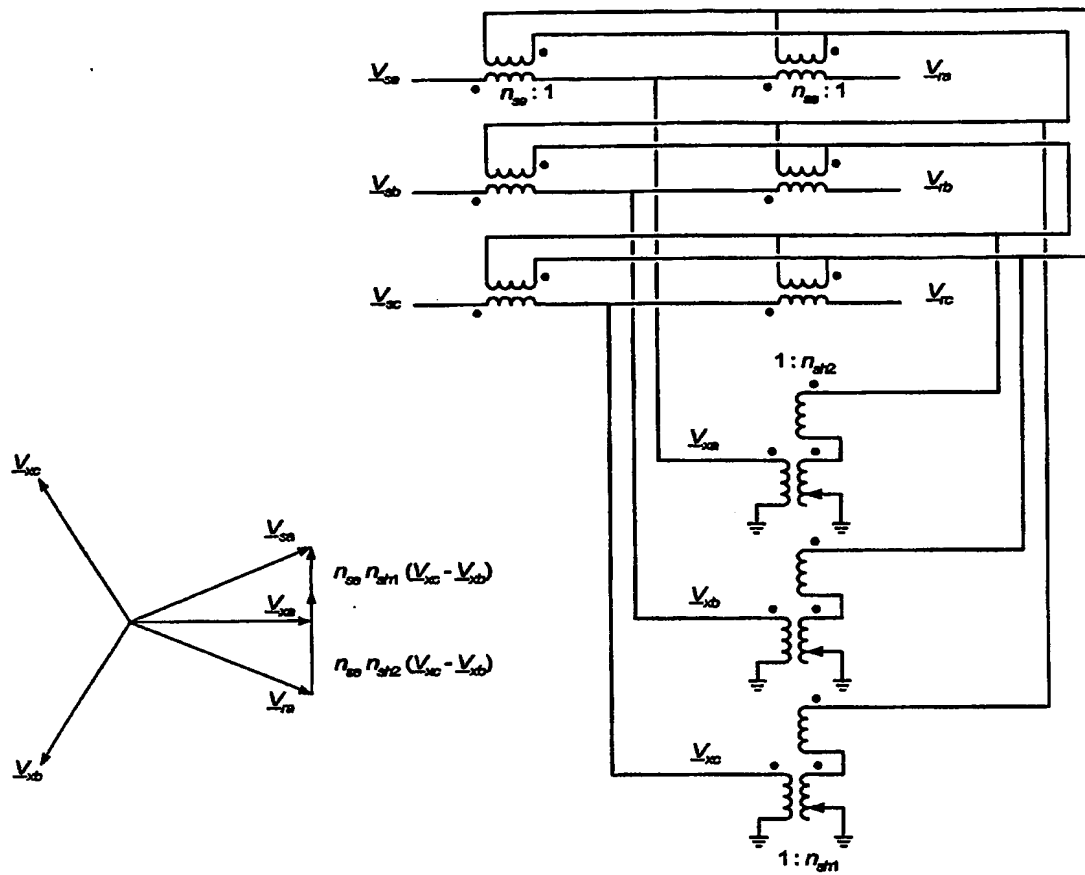 V_sa
n_se : 1
n_se : 1
V_ra
V_sb
V_rb
V_sc
V_rc
1 : n_sh2
V_xa
V_xb
V_xc
1 : n_sh1
V_xc
V_sa
n_se n_sh1 (V_xc - V_xb)
V_xa
n_se n_sh2 (V_xc - V_xb)
V_ra
V_xb